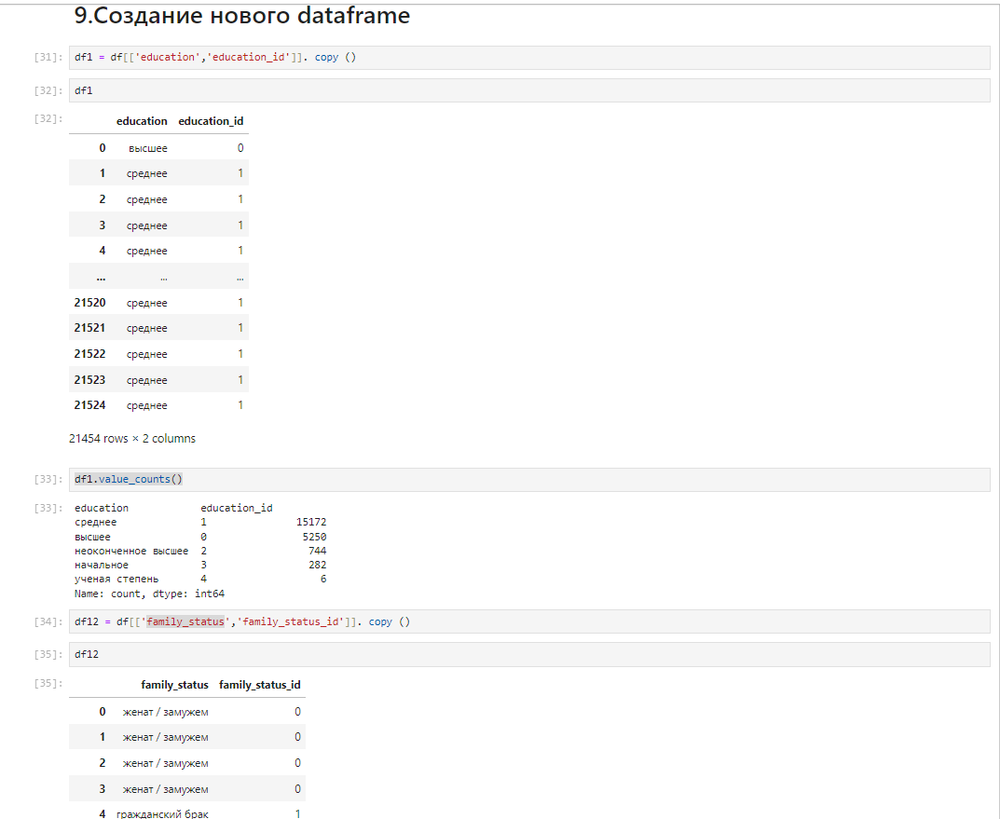 9.Создание нового dataframe
[31]: df1 = df[['education','education_id']]. copy ()
[32]: df1
[32]:
education education_id
0 высшее 0
1 среднее 1
2 среднее 1
3 среднее 1
4 среднее 1
... ... ...
21520 среднее 1
21521 среднее 1
21522 среднее 1
21523 среднее 1
21524 среднее 1
21454 rows × 2 columns
[33]: df1.value_counts()
[33]: education education_id
среднее 1 15172
высшее 0 5250
неоконченное высшее 2 744
начальное 3 282
ученая степень 4 6
Name: count, dtype: int64
[34]: df12 = df[['family_status','family_status_id']]. copy ()
[35]: df12
[35]:
family_status family_status_id
0 женат / замужем 0
1 женат / замужем 0
2 женат / замужем 0
3 женат / замужем 0
4 гражданский брак 1